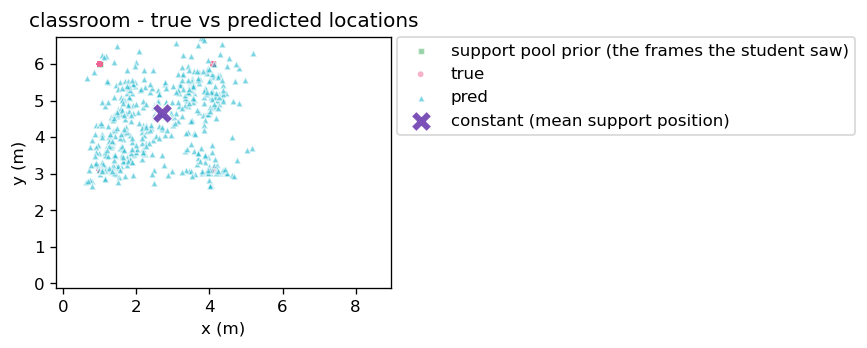 classroom - true vs predicted locations
support pool prior (the frames the student saw)
true
pred
constant (mean support position)
y (m)
6
5
4
3
2
1
0
0 2 4 6 8
x (m)